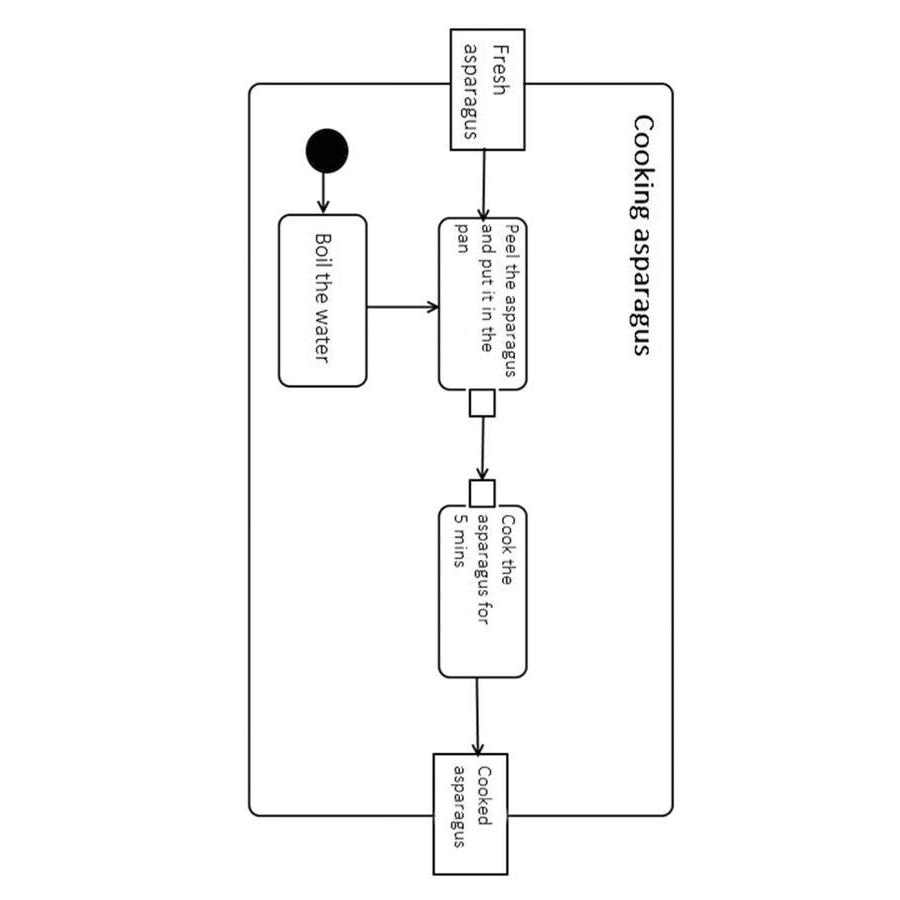 Cooking asparagus
Fresh
asparagus
Peel the asparagus
and put it in the
pan
Cook the
asparagus for
5 mins
Cooked
asparagus
Boil the water